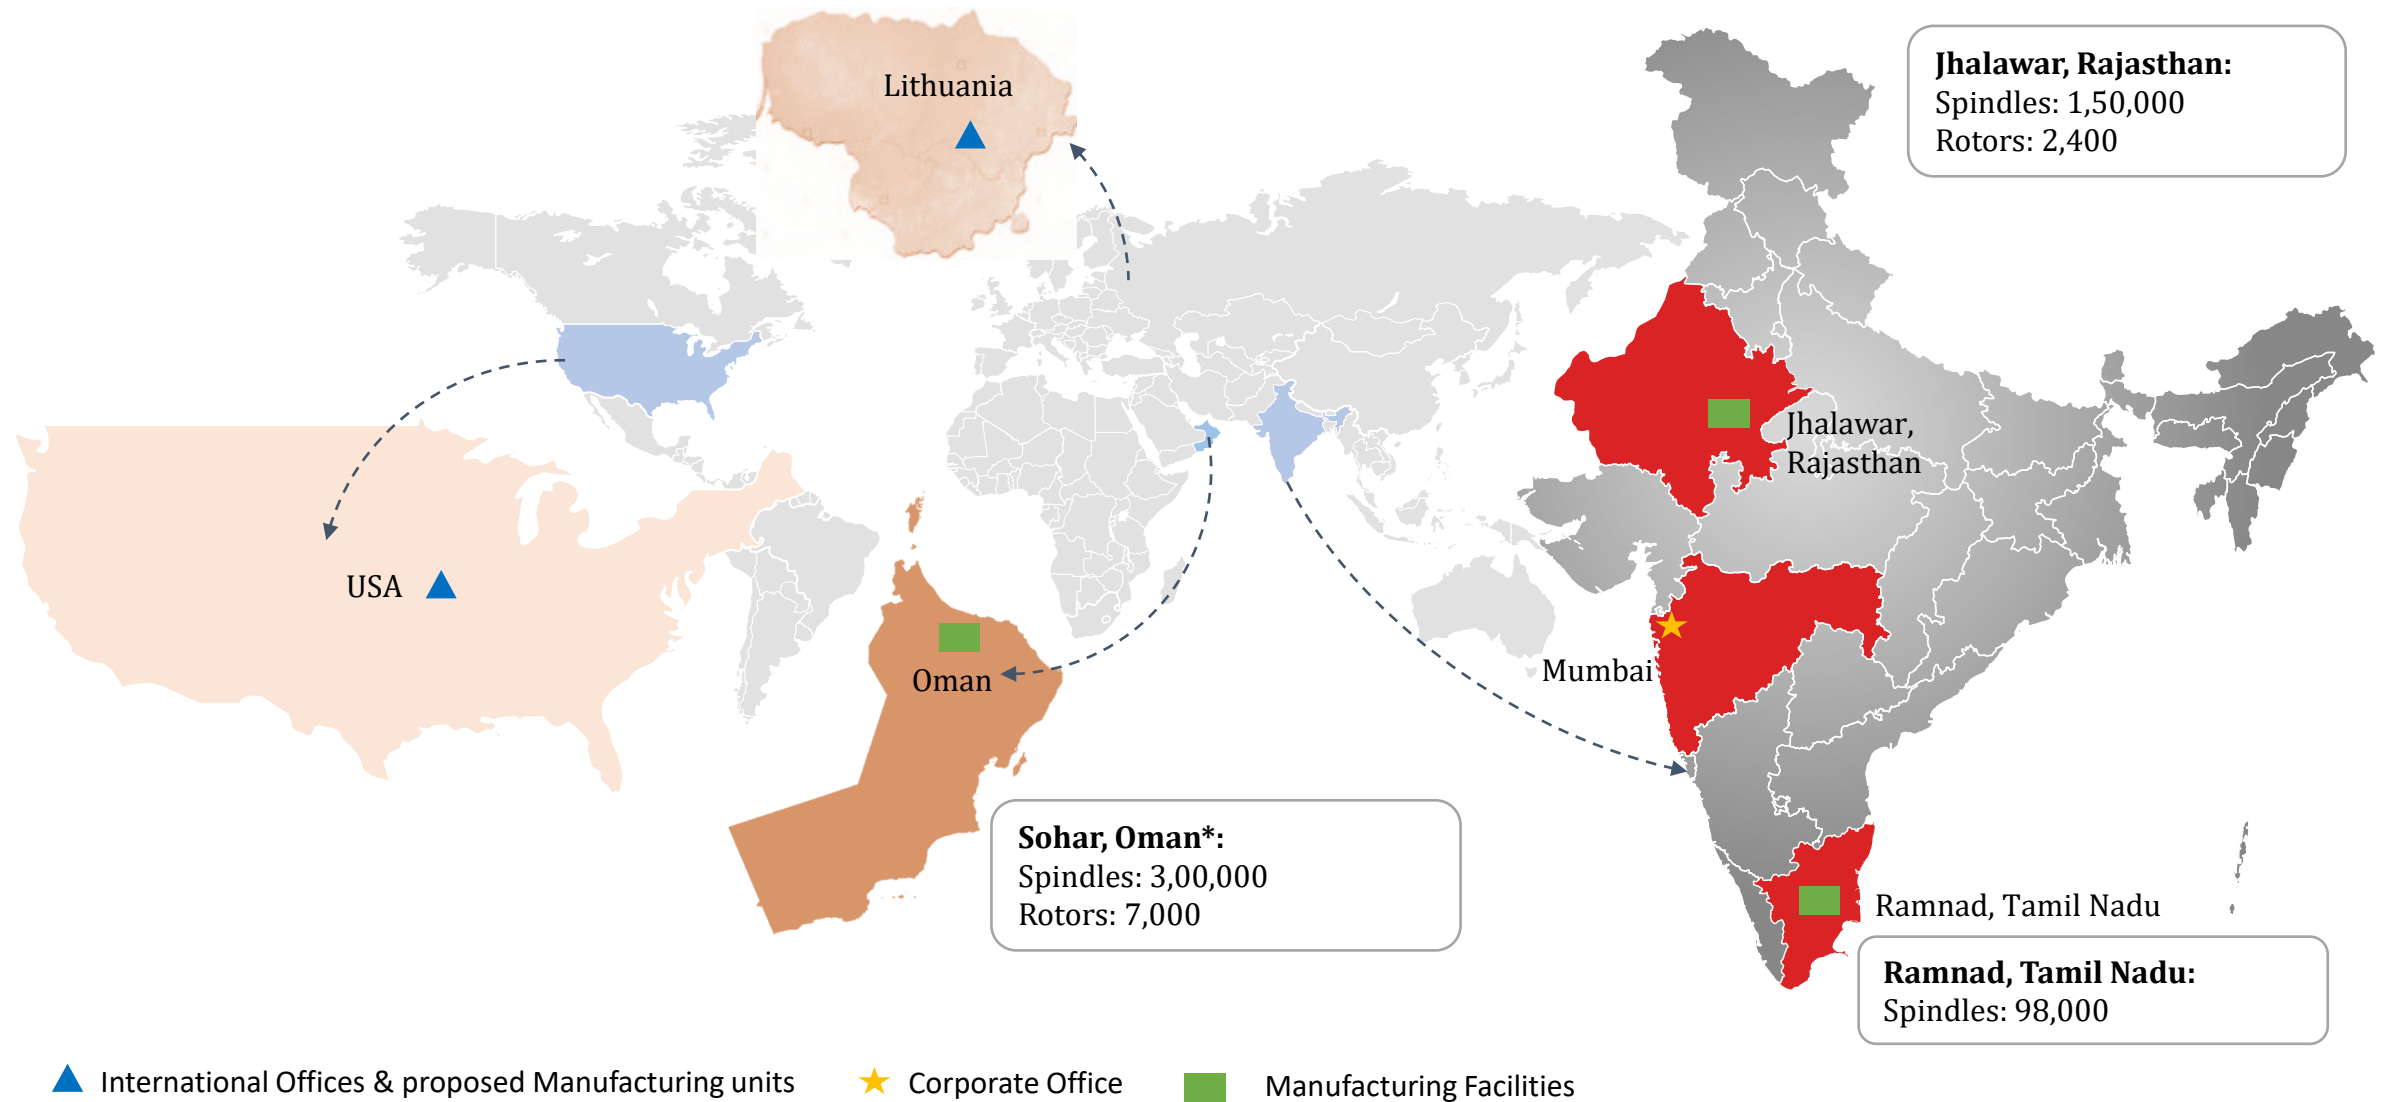 Lithuania
Jhalawar, Rajasthan:
Spindles: 1,50,000
Rotors: 2,400
Jhalawar,
Rajasthan
USA
Oman
Mumbai
Sohar, Oman*:
Spindles: 3,00,000
Rotors: 7,000
Ramnad, Tamil Nadu
Ramnad, Tamil Nadu:
Spindles: 98,000
International Offices & proposed Manufacturing units
Corporate Office
Manufacturing Facilities